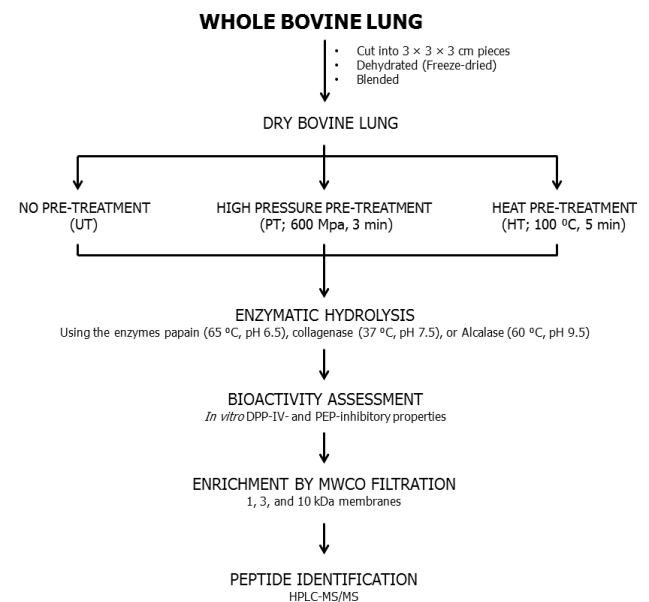 WHOLE BOVINE LUNG
• Cut into 3 × 3 × 3 cm pieces
• Dehydrated (Freeze-dried)
• Blended
DRY BOVINE LUNG
NO PRE-TREATMENT
(UT)
HIGH PRESSURE PRE-TREATMENT
(PT; 600 Mpa, 3 min)
HEAT PRE-TREATMENT
(HT; 100 ºC, 5 min)
ENZYMATIC HYDROLYSIS
Using the enzymes papain (65 ºC, pH 6.5), collagenase (37 ºC, pH 7.5), or Alcalase (60 ºC, pH 9.5)
BIOACTIVITY ASSESSMENT
In vitro DPP-IV- and PEP-inhibitory properties
ENRICHMENT BY MWCO FILTRATION
1, 3, and 10 kDa membranes
PEPTIDE IDENTIFICATION
HPLC-MS/MS